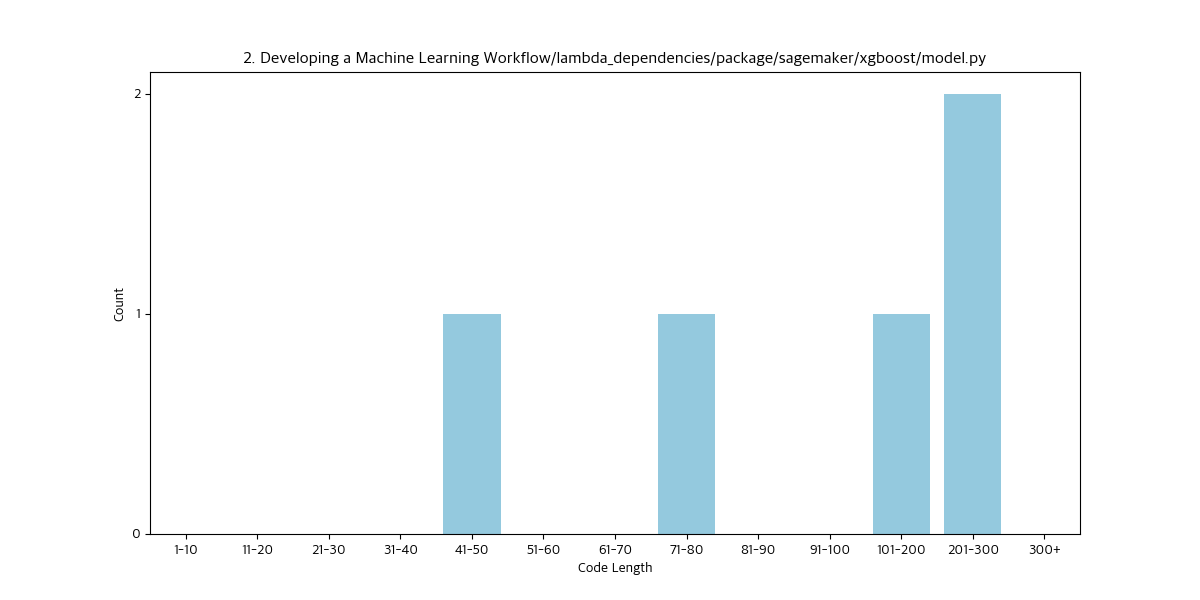 2. Developing a Machine Learning Workflow/lambda_dependencies/package/sagemaker/xgboost/model.py
2
1
0
Count
1-10 11-20 21-30 31-40 41-50 51-60 61-70 71-80 81-90 91-100 101-200 201-300 300+
Code Length